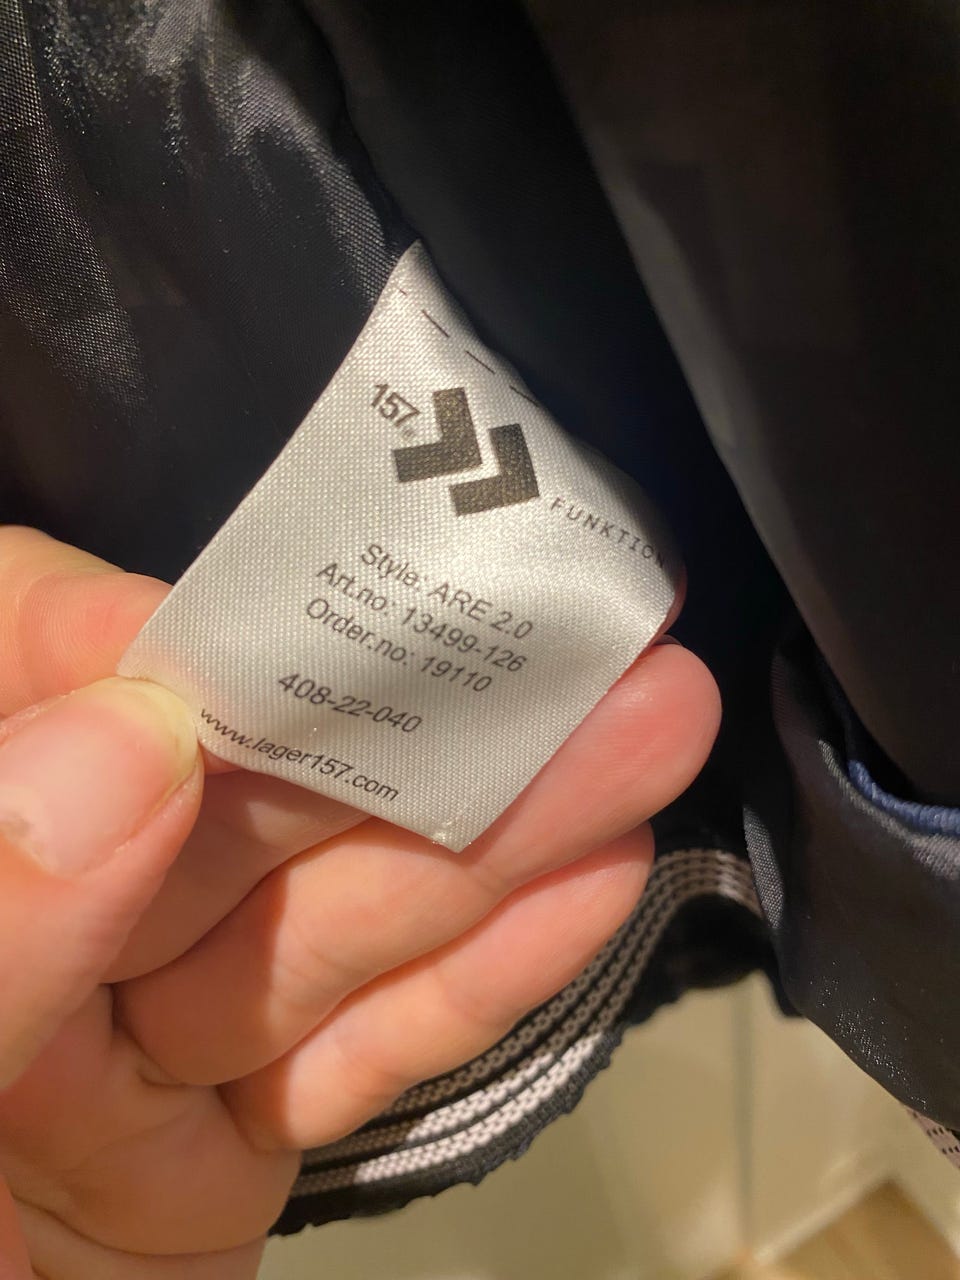 157®
FUNKTION
Style: ARE 2.0
Art.no: 13499-126
Order.no: 19110
408-22-040
www.lager157.com